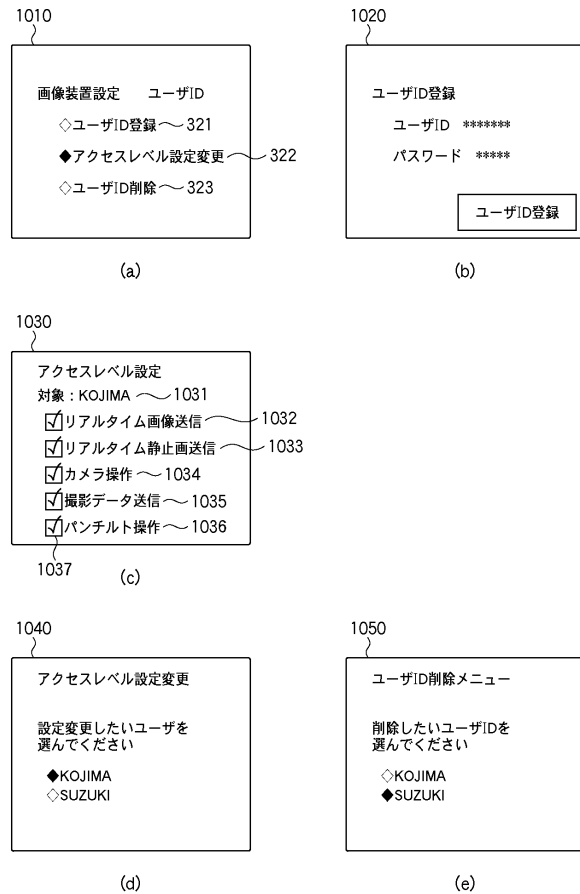 1010
画像装置設定 ユーザID
◇ユーザID登録 321
◆アクセスレベル設定変更 322
◇ユーザID削除 323
(a)
1020
ユーザID登録
ユーザID *******
パスワード *****
ユーザID登録
(b)
1030
アクセスレベル設定
対象：KOJIMA 1031
リアルタイム画像送信 1032
リアルタイム静止画送信 1033
カメラ操作 1034
撮影データ送信 1035
パンチルト操作 1036
1037
(c)
1040
アクセスレベル設定変更
設定変更したいユーザを
選んでください
◆KOJIMA
◇SUZUKI
(d)
1050
ユーザID削除メニュー
削除したいユーザIDを
選んでください
◇KOJIMA
◆SUZUKI
(e)